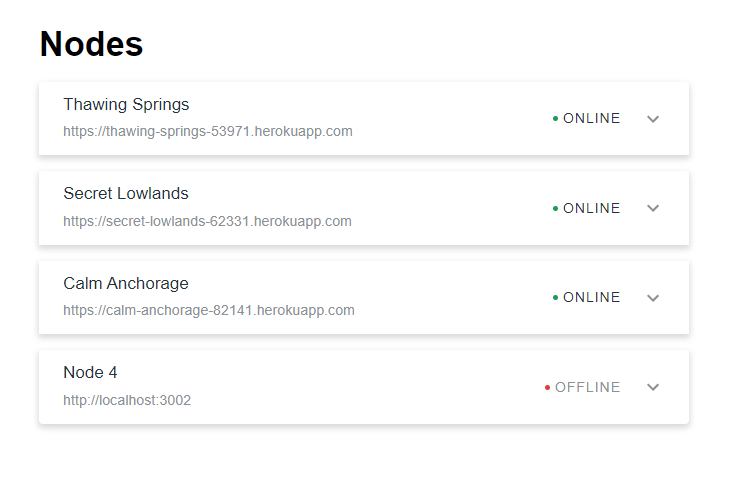 Nodes
Thawing Springs
https://thawing-springs-53971.herokuapp.com
ONLINE
Secret Lowlands
https://secret-lowlands-62331.herokuapp.com
ONLINE
Calm Anchorage
https://calm-anchorage-82141.herokuapp.com
ONLINE
Node 4
http://localhost:3002
OFFLINE